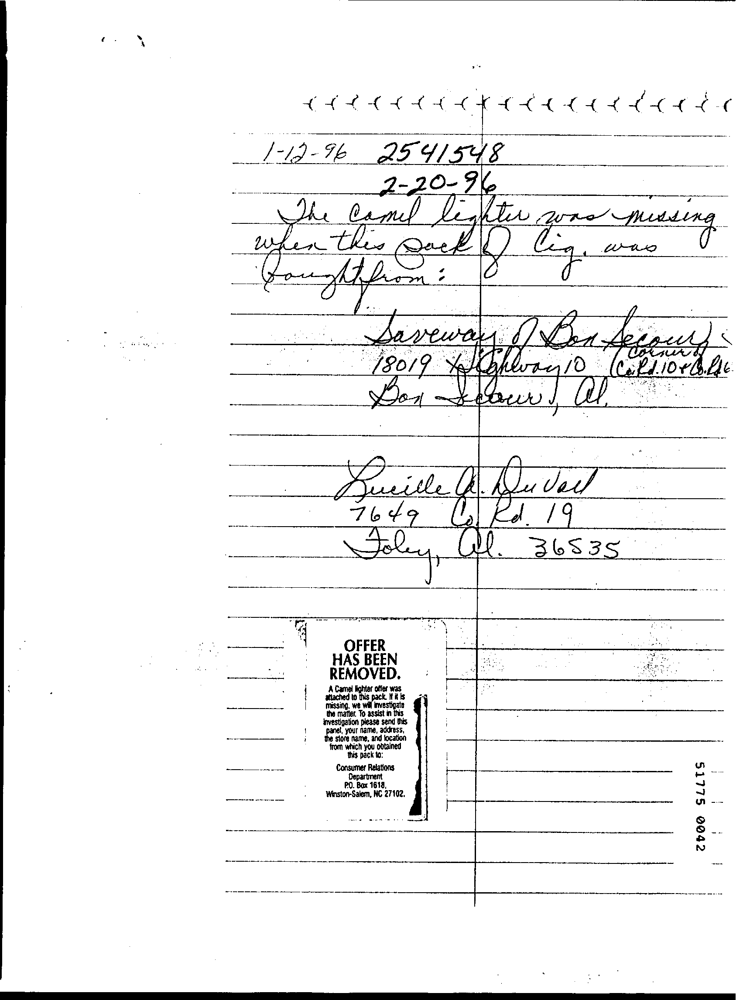 1-12-96 2541548
2-20-96
The Camel lighter was missing
when this pack of Cig. was
bought from:
Saveway of Bon Secour
Corner of
18019 Highway 10 (Co. Rd. 10 + Co. Rd 6
Bon Secour, Al.
Lucille A. DuVall
7649 Co. Rd. 19
Foley, Al. 36535
OFFER
HAS BEEN
REMOVED.
A Camel lighter offer was
attached to this pack. If it is
missing, we will investigate
the matter. To assist in this
investigation please send this
panel, your name, address,
the store name, and location
from which you obtained
this pack to:
Consumer Relations
Department
P.O. Box 1618,
Winston-Salem, NC 27102.
51775 0042